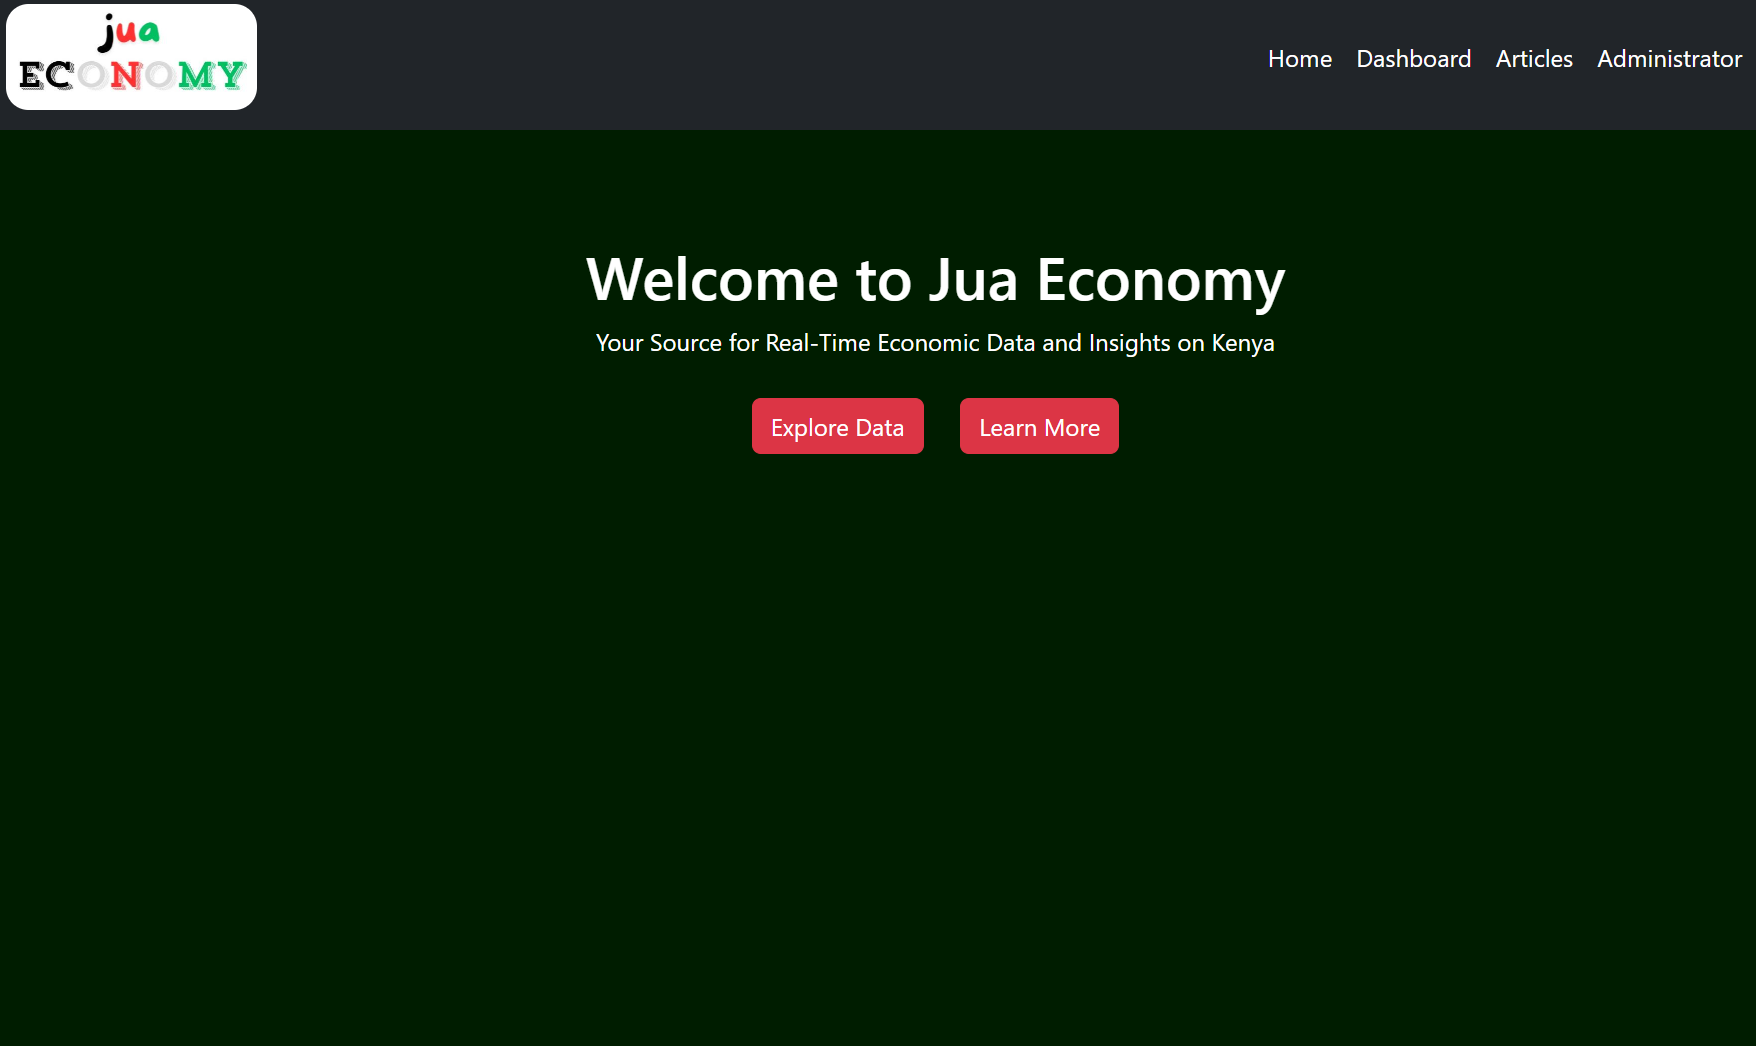 jua
ECONOMY
Home Dashboard Articles Administrator
Welcome to Jua Economy
Your Source for Real-Time Economic Data and Insights on Kenya
Explore Data Learn More